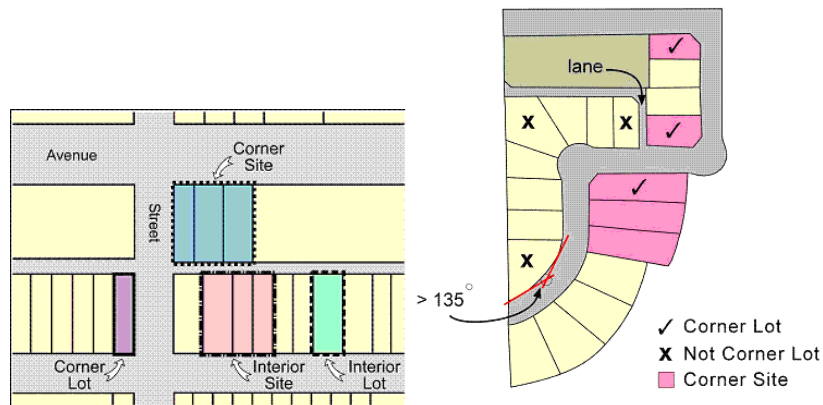 Avenue
Corner
Site
Street
Corner
Lot
Interior
Site
Interior
Lot
lane
✓
✓
x
x
✓
x
> 135°
✓ Corner Lot
x Not Corner Lot
Corner Site